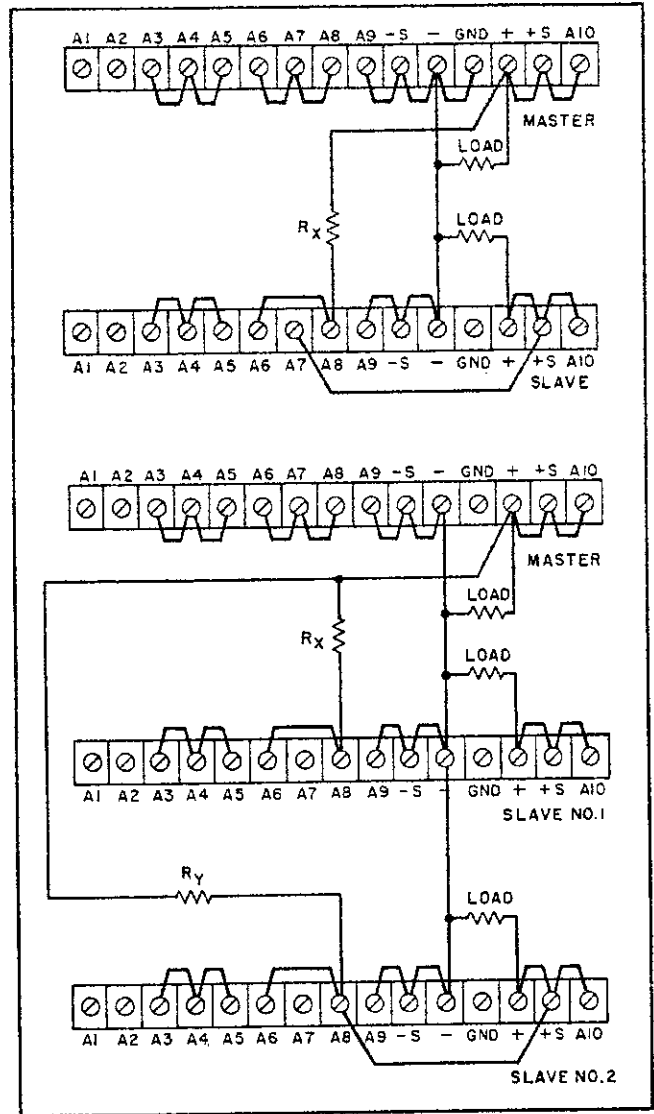 A1 A2 A3 A4 A5 A6 A7 A8 A9 -S - GND + +S A10
MASTER
LOAD
LOAD
RX
A1 A2 A3 A4 A5 A6 A7 A8 A9 -S - GND + +S A10
SLAVE
A1 A2 A3 A4 A5 A6 A7 A8 A9 -S - GND + +S A10
MASTER
LOAD
RX
LOAD
A1 A2 A3 A4 A5 A6 A7 A8 A9 -S - GND + +S A10
SLAVE NO.1
RY
LOAD
A1 A2 A3 A4 A5 A6 A7 A8 A9 -S - GND + +S A10
SLAVE NO.2